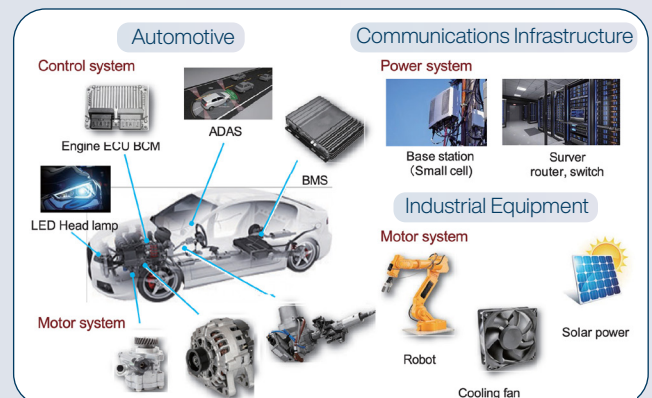 Automotive
Control system
Engine ECU BCM
ADAS
BMS
LED Head lamp
Motor system
Communications Infrastructure
Power system
Base station
(Small cell)
Surver
router, switch
Industrial Equipment
Motor system
Robot
Cooling fan
Solar power